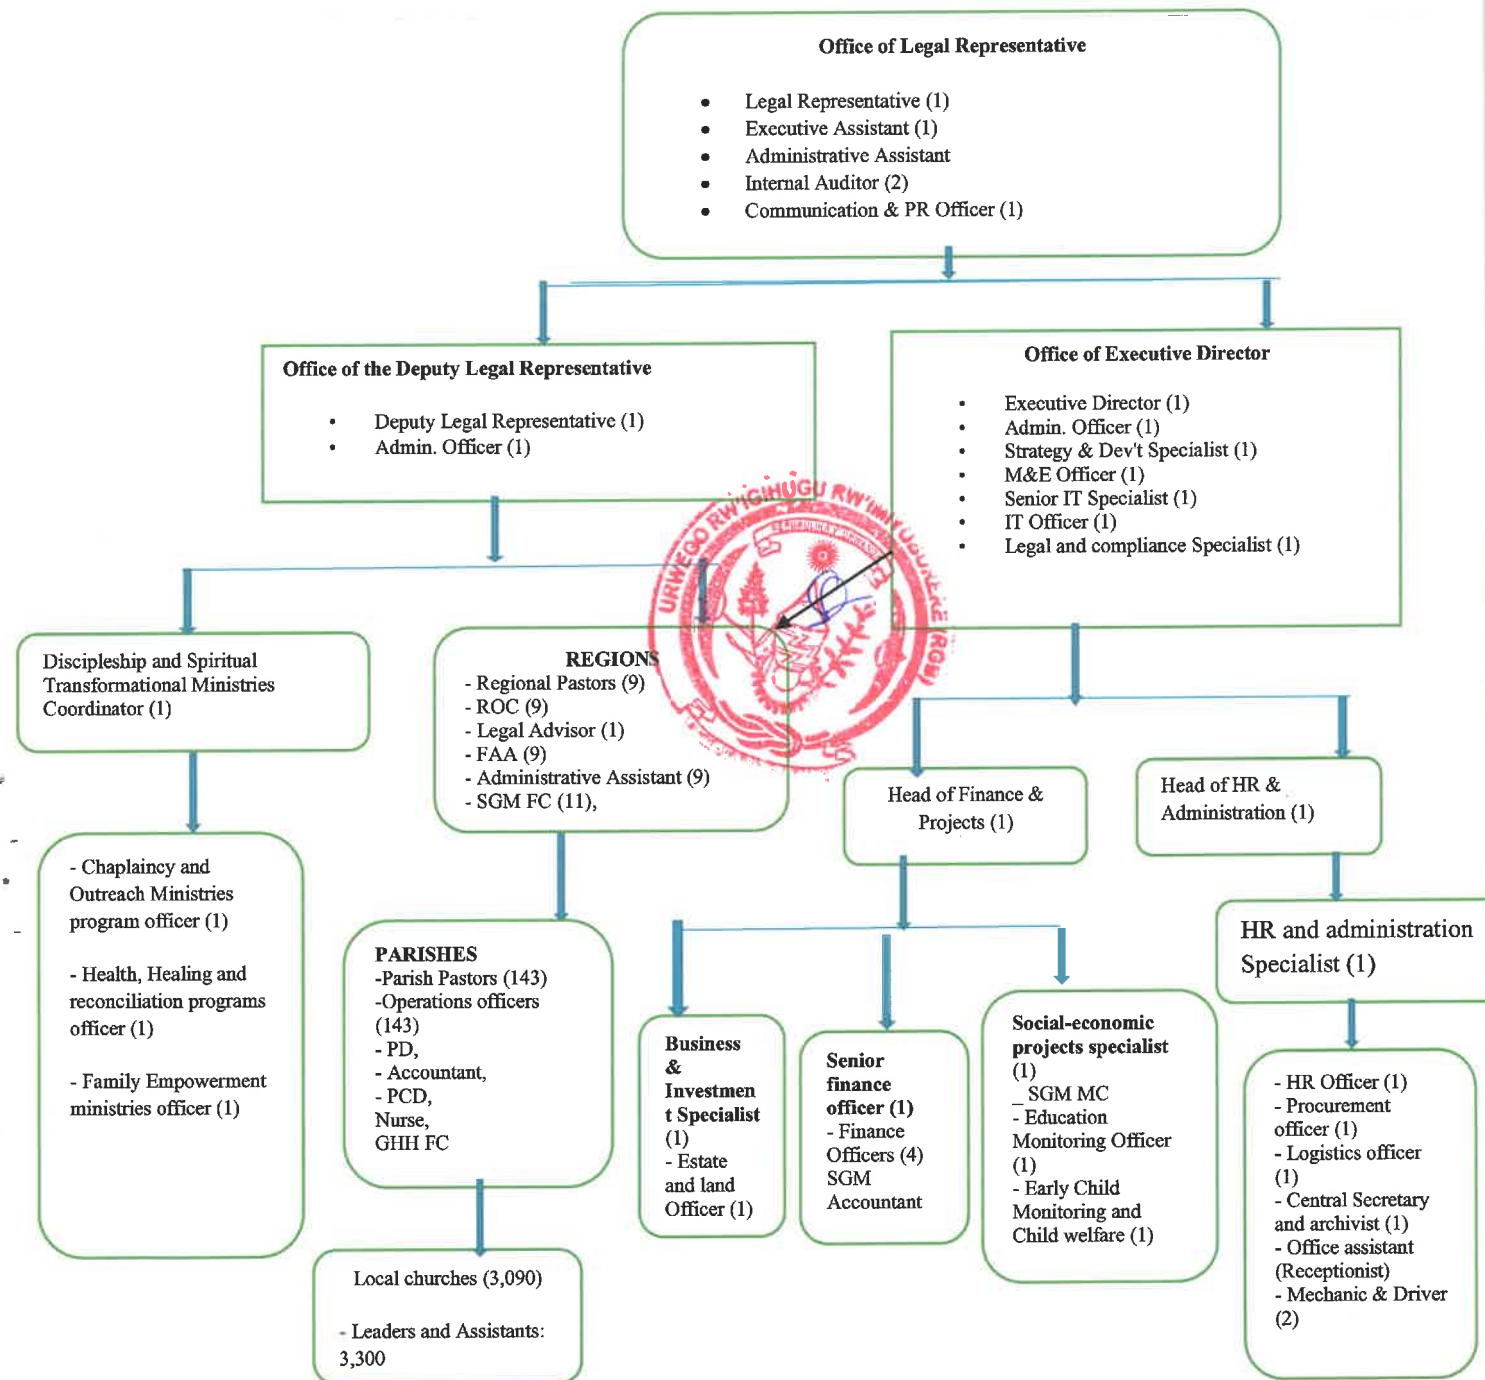 Office of Legal Representative
• Legal Representative (1)
• Executive Assistant (1)
• Administrative Assistant
• Internal Auditor (2)
• Communication & PR Officer (1)
Office of the Deputy Legal Representative
• Deputy Legal Representative (1)
• Admin. Officer (1)
Office of Executive Director
• Executive Director (1)
• Admin. Officer (1)
• Strategy & Dev't Specialist (1)
• M&E Officer (1)
• Senior IT Specialist (1)
• IT Officer (1)
• Legal and compliance Specialist (1)
URWEGO RW'IGIHUGU RW'IMIYOBORERE (RGB)
Discipleship and Spiritual
Transformational Ministries
Coordinator (1)
REGIONS
- Regional Pastors (9)
- ROC (9)
- Legal Advisor (1)
- FAA (9)
- Administrative Assistant (9)
- SGM FC (11),
Head of Finance &
Projects (1)
Head of HR &
Administration (1)
- Chaplaincy and
Outreach Ministries
program officer (1)
- Health, Healing and
reconciliation programs
officer (1)
- Family Empowerment
ministries officer (1)
PARISHES
-Parish Pastors (143)
-Operations officers
(143)
- PD,
- Accountant,
- PCD,
Nurse,
GHH FC
Local churches (3,090)
- Leaders and Assistants:
3,300
Business
&
Investmen
t Specialist
(1)
- Estate
and land
Officer (1)
Senior
finance
officer (1)
- Finance
Officers (4)
SGM
Accountant
Social-economic
projects specialist
(1)
_ SGM MC
- Education
Monitoring Officer
(1)
- Early Child
Monitoring and
Child welfare (1)
HR and administration
Specialist (1)
- HR Officer (1)
- Procurement
officer (1)
- Logistics officer
(1)
- Central Secretary
and archivist (1)
- Office assistant
(Receptionist)
- Mechanic & Driver
(2)